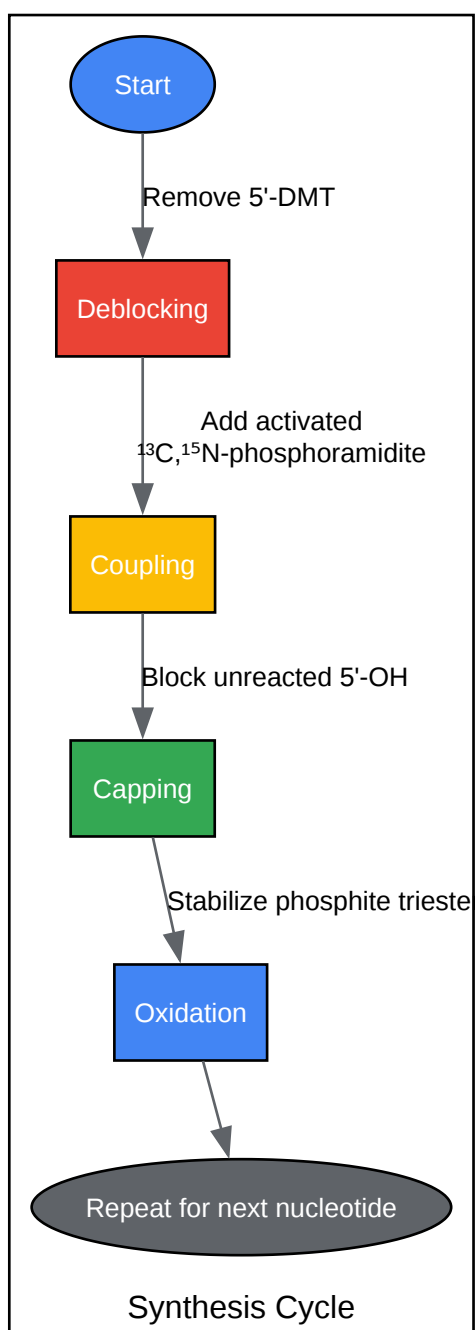 Start
Remove 5'-DMT
Deblocking
Add activated
¹³C,¹⁵N-phosphoramidite
Coupling
Block unreacted 5'-OH
Capping
Stabilize phosphite trieste
Oxidation
Repeat for next nucleotide
Synthesis Cycle